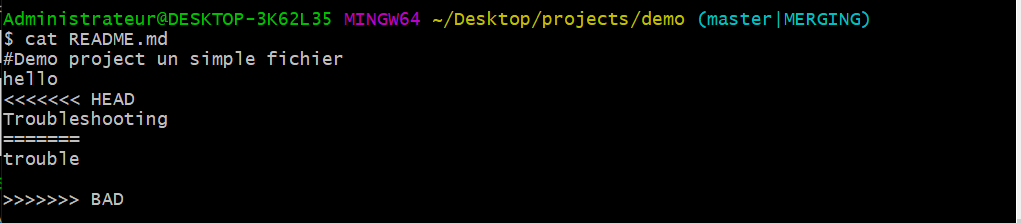 Administrateur@DESKTOP-3K62L35 MINGW64 ~/Desktop/projects/demo (master|MERGING)
$ cat README.md
#Demo project un simple fichier
hello
<<<<<<< HEAD
Troubleshooting
=======
trouble
>>>>>>> BAD